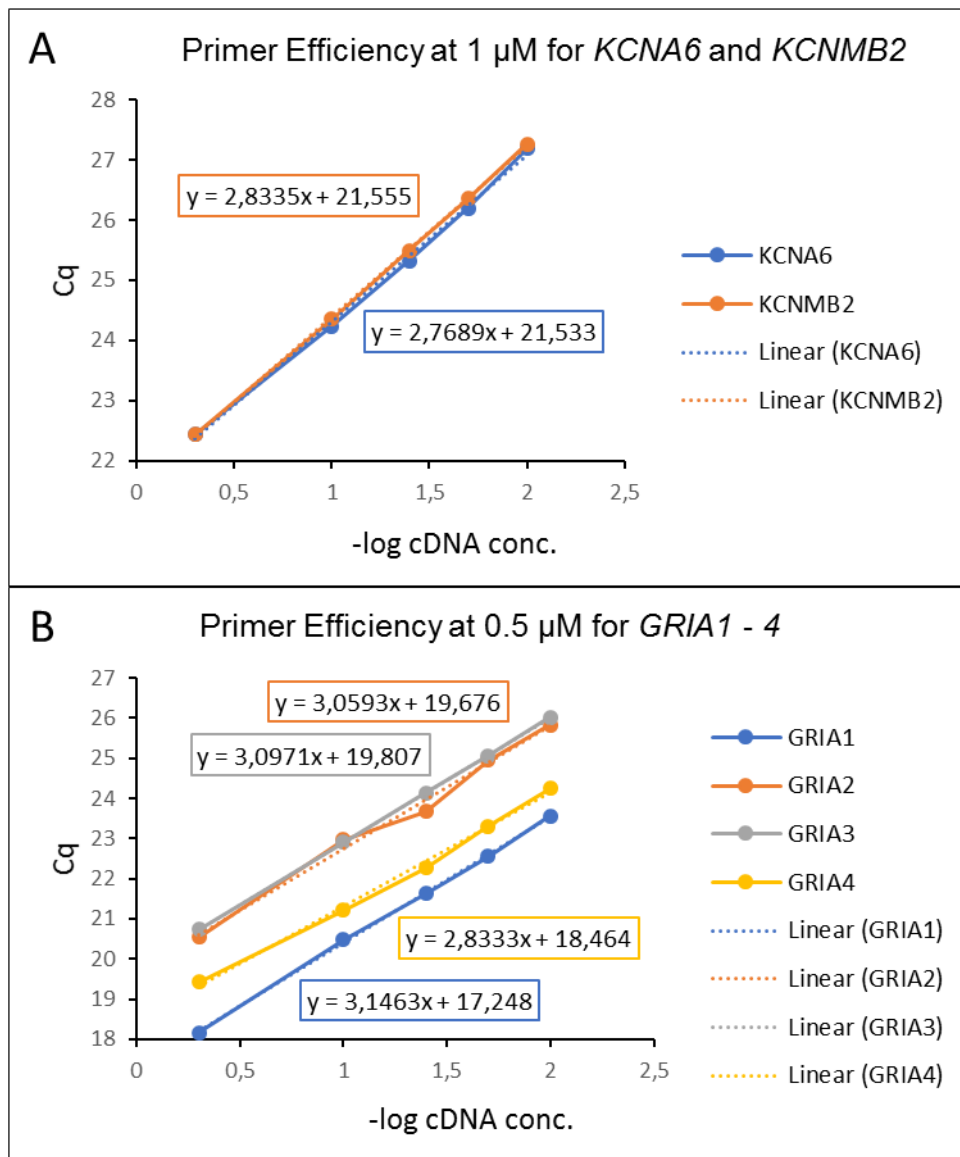 A
Primer Efficiency at 1 µM for KCNA6 and KCNMB2
28
27
26
25
24
23
22
Cq
y = 2,8335x + 21,555
y = 2,7689x + 21,533
0
0,5
1
1,5
2
2,5
-log cDNA conc.
KCNA6
KCNMB2
Linear (KCNA6)
Linear (KCNMB2)
B
Primer Efficiency at 0.5 µM for GRIA1 - 4
27
26
25
24
23
22
21
20
19
18
Cq
y = 3,0593x + 19,676
y = 3,0971x + 19,807
y = 2,8333x + 18,464
y = 3,1463x + 17,248
0
0,5
1
1,5
2
2,5
-log cDNA conc.
GRIA1
GRIA2
GRIA3
GRIA4
Linear (GRIA1)
Linear (GRIA2)
Linear (GRIA3)
Linear (GRIA4)